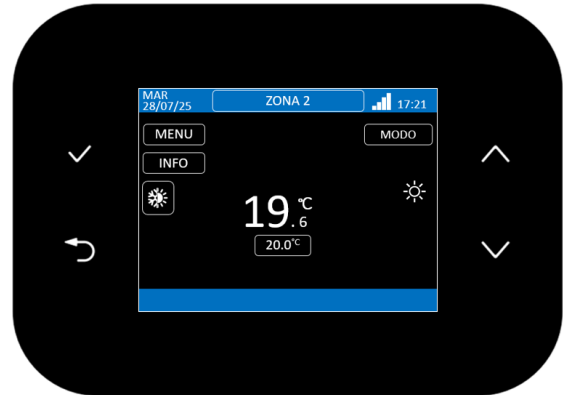 MAR
28/07/25
ZONA 2
17:21
MENU
MODO
INFO
19.6 °C
20.0°C